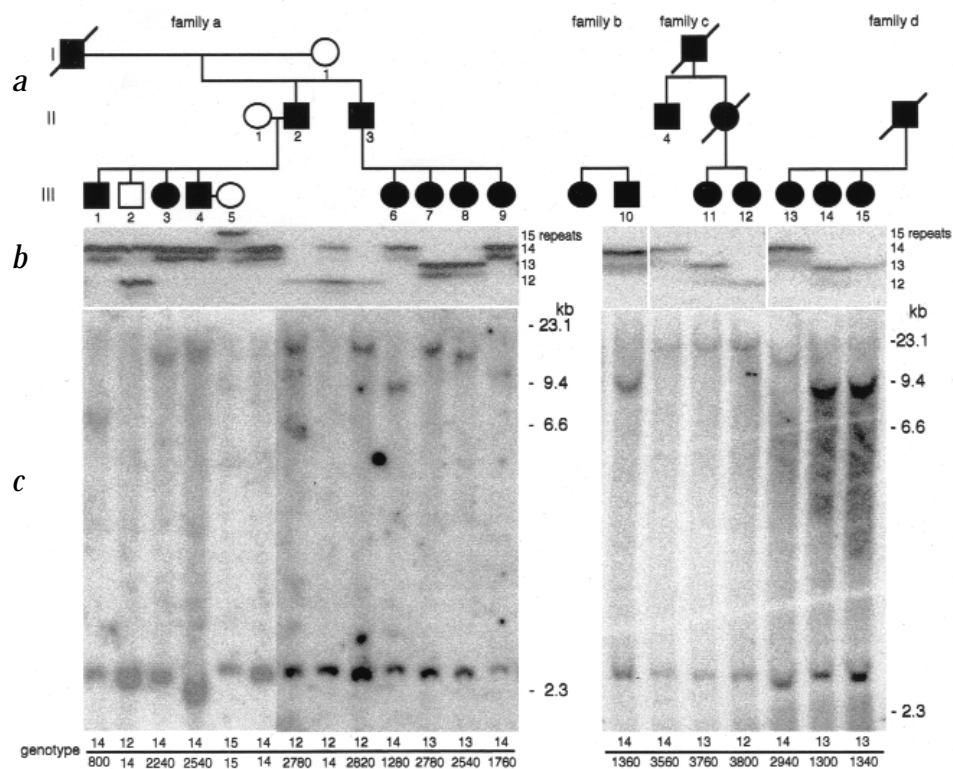 family a family b family c family d
a
I
1
II
1 2 3 4
III
1 2 3 4 5 6 7 8 9 10 11 12 13 14 15
b
15 repeats 15 repeats
14 14
13 13
12 12
c
kb kb
- 23.1 -23.1
- 9.4 - 9.4
- 6.6 - 6.6
- 2.3 - 2.3
genotype
14 12 14 14 15 14 12 12 12 14 13 13 14 14 14 13 12 14 13 13
800 14 2240 2540 15 14 2780 14 2820 1280 2780 2540 1760 1360 3560 3760 3800 2940 1300 1340